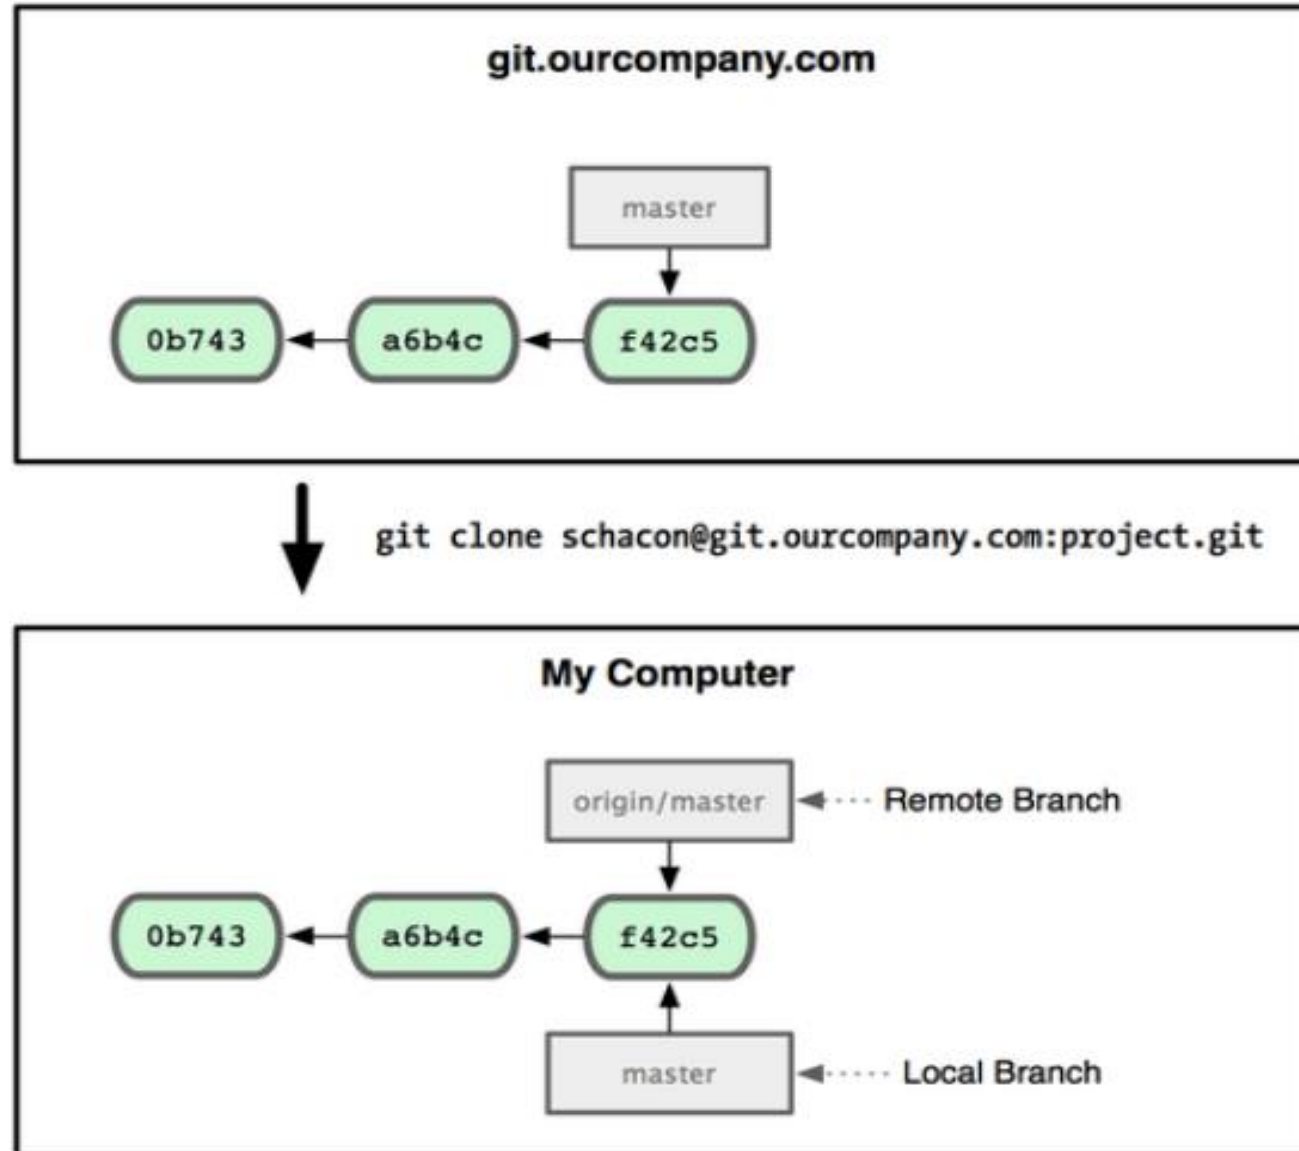 git.ourcompany.com
master
0b743
a6b4c
f42c5
git clone schacon@git.ourcompany.com:project.git
My Computer
origin/master
Remote Branch
0b743
a6b4c
f42c5
master
Local Branch